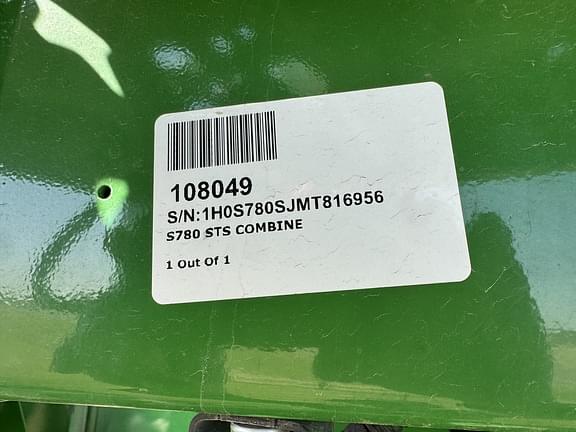 108049
S/N:1H0S780SJMT816956
S780 STS COMBINE
1 Out Of 1